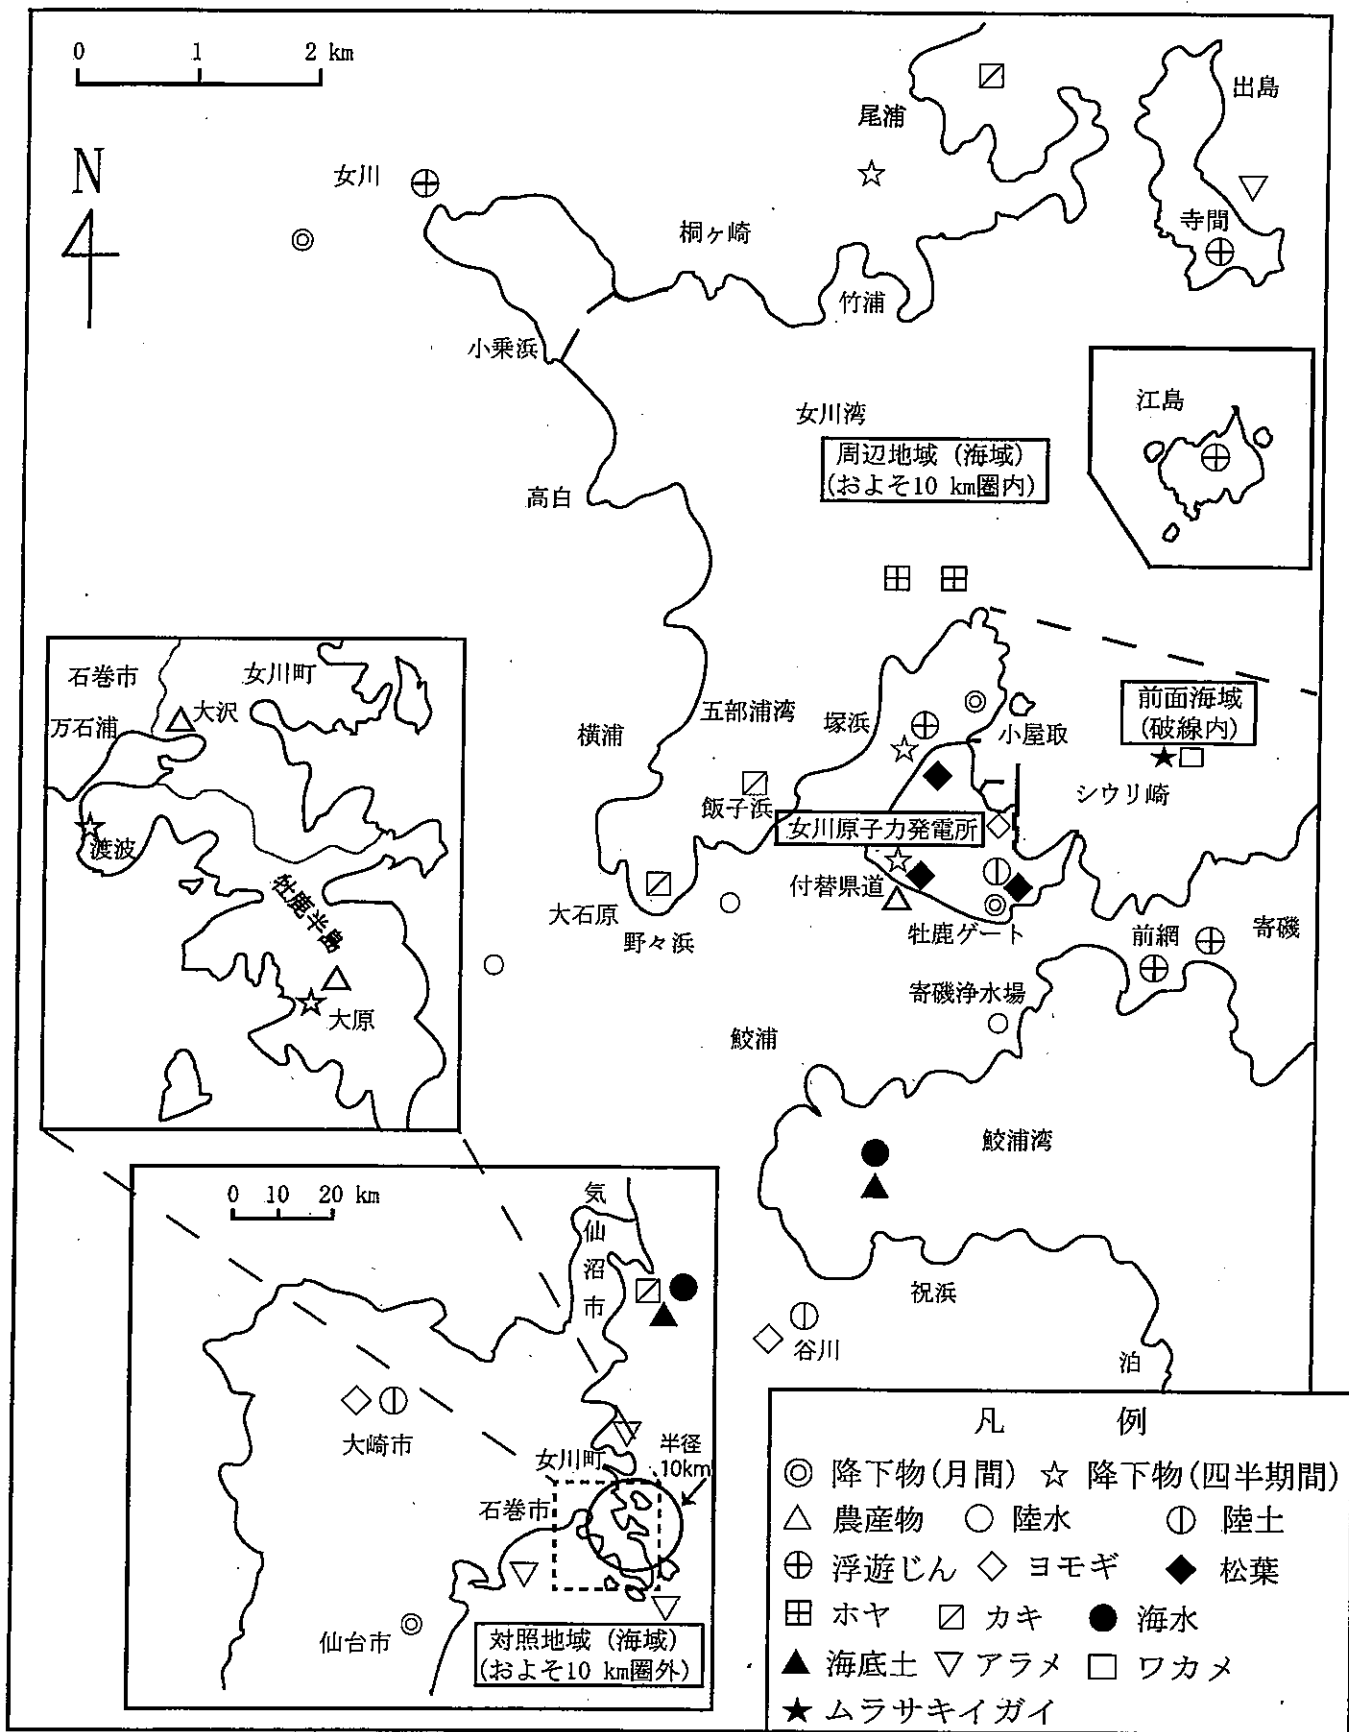 0 1 2 km
N
出島
尾浦
女川
寺間
桐ヶ崎
竹浦
小乗浜
女川湾
江島
周辺地域（海域）
(およそ10 km圏内)
高白
石巻市
女川町
大沢
万石浦
渡波
牡鹿半島
大原
横浦
五部浦湾
塚浜
小屋取
前面海域
(破線内)
シウリ崎
飯子浜
女川原子力発電所
付替県道
大石原
野々浜
牡鹿ゲート
前網
寄磯
寄磯浄水場
鮫浦
鮫浦湾
祝浜
谷川
泊
0 10 20 km
気仙沼市
大崎市
女川町
半径
10km
石巻市
仙台市
対照地域（海域）
(およそ10 km圏外)
凡 例
◎ 降下物(月間) ☆ 降下物(四半期間)
△ 農産物 ○ 陸水 陸土
⊕ 浮遊じん ◇ ヨモギ ◆ 松葉
⊞ ホヤ ⍁ カキ ● 海水
▲ 海底土 ▽ アラメ □ ワカメ
★ ムラサキイガイ